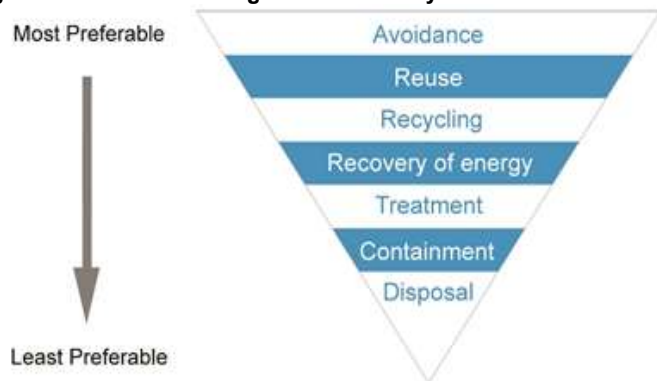 Most Preferable
Avoidance
Reuse
Recycling
Recovery of energy
Treatment
Containment
Disposal
Least Preferable